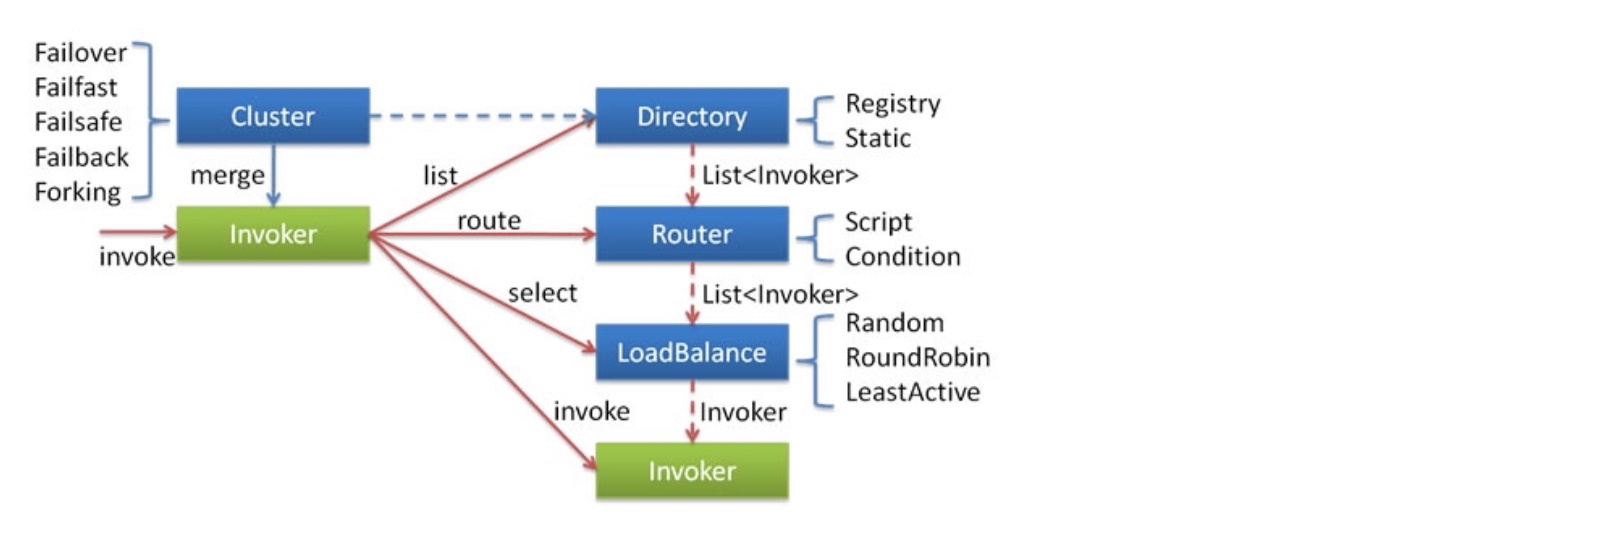 Failover
Failfast
Failsafe
Failback
Forking
Cluster
merge
invoke
Invoker
list
route
select
invoke
Directory
Registry
Static
List<Invoker>
Router
Script
Condition
List<Invoker>
LoadBalance
Random
RoundRobin
LeastActive
Invoker
Invoker